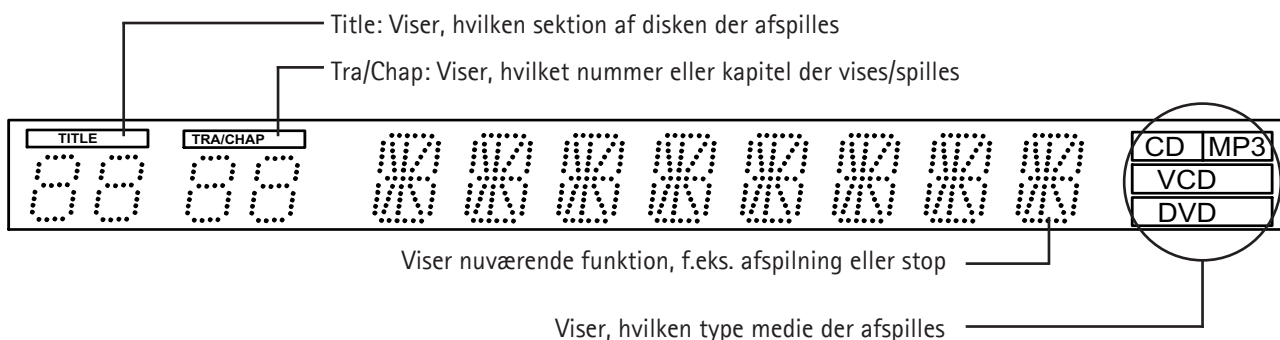 Title: Viser, hvilken sektion af disken der afspilles
Tra/Chap: Viser, hvilket nummer eller kapitel der vises/spilles
TITLE TRA/CHAP
CD MP3
VCD
DVD
Viser nuværende funktion, f.eks. afspilning eller stop
Viser, hvilken type medie der afspilles